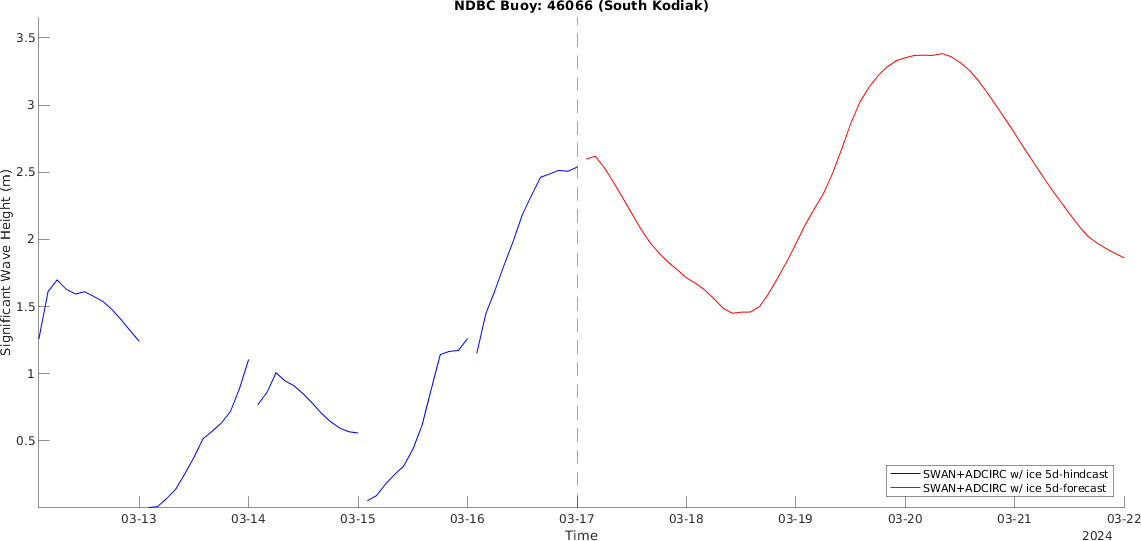 NDBC Buoy: 46066 (South Kodiak)
Significant Wave Height (m)
3.5
3
2.5
2
1.5
1
0.5
SWAN+ADCIRC w/ ice 5d-hindcast
SWAN+ADCIRC w/ ice 5d-forecast
03-13 03-14 03-15 03-16 03-17 03-18 03-19 03-20 03-21 03-22
Time
2024